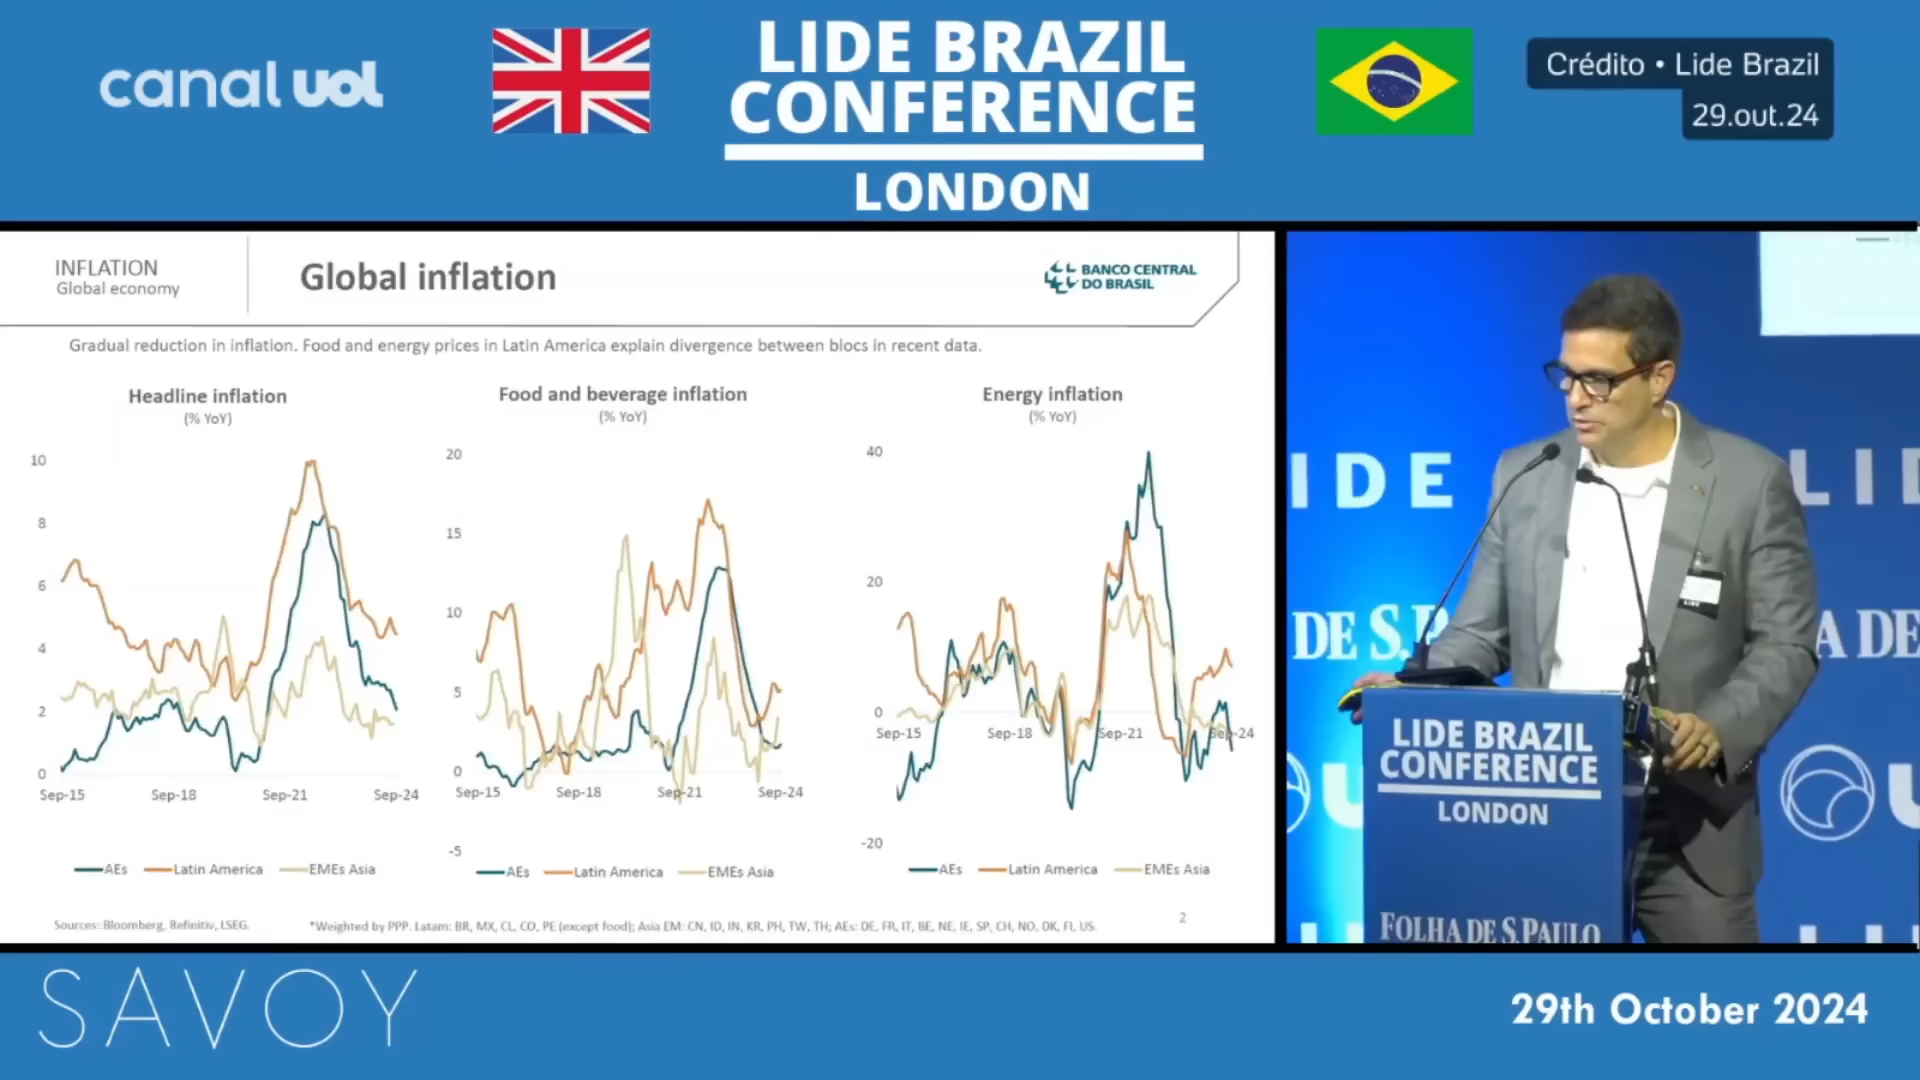 canal uol
LIDE BRAZIL
CONFERENCE
LONDON
Crédito • Lide Brazil
29.out.24
INFLATION
Global economy
Global inflation
BANCO CENTRAL
DO BRASIL
Gradual reduction in inflation. Food and energy prices in Latin America explain divergence between blocs in recent data.
Headline inflation
(% YoY)
10
8
6
4
2
0
Sep-15 Sep-18 Sep-21 Sep-24
AEs Latin America EMEs Asia
Food and beverage inflation
(% YoY)
20
15
10
5
0
-5
Sep-15 Sep-18 Sep-21 Sep-24
AEs Latin America EMEs Asia
Energy inflation
(% YoY)
40
20
0
-20
Sep-15 Sep-18 Sep-21 Sep-24
AEs Latin America EMEs Asia
Sources: Bloomberg, Refinitiv, LSEG.
*Weighted by PPP. Latam: BR, MX, CL, CO, PE (except food); Asia EM: CN, ID, IN, KR, PH, TW, TH; AEs: DE, FR, IT, BE, NE, IE, SP, CH, NO, DK, FI, US.
2
IDE
LID
DE S.P
A DE
U
LIDE BRAZIL
CONFERENCE
LONDON
FOLHA DE S.PAULO
SAVOY
29th October 2024